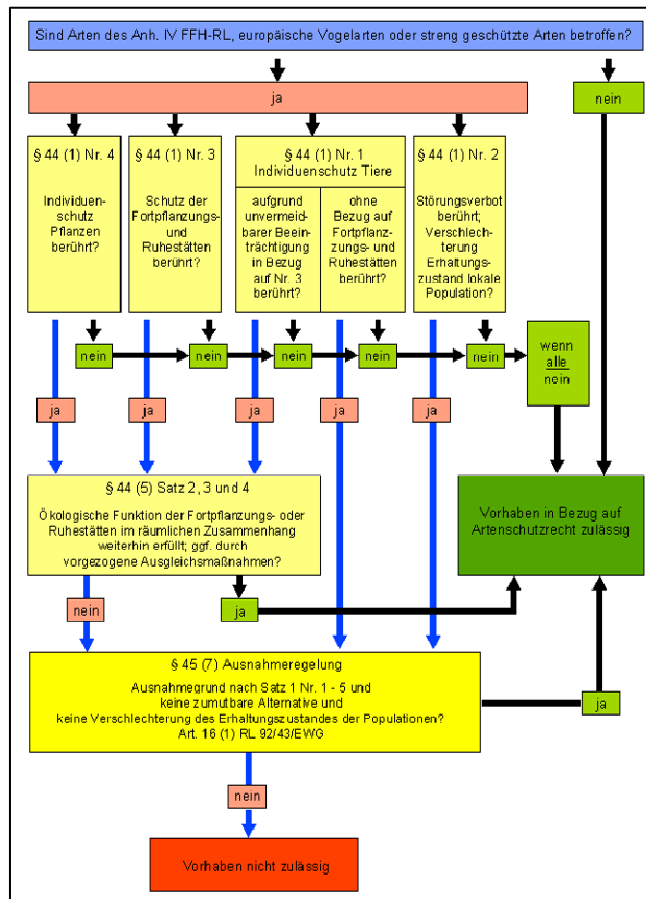 Sind Arten des Anh. IV FFH-RL, europäische Vogelarten oder streng geschützte Arten betroffen?
ja
nein
§ 44 (1) Nr. 4
Individuen-
schutz
Pflanzen
berührt?
§ 44 (1) Nr. 3
Schutz der
Fortpflanzungs-
und
Ruhestätten
berührt?
§ 44 (1) Nr. 1
Individuenschutz Tiere
aufgrund
unvermeid-
barer Beein-
trächtigung
in Bezug
auf Nr. 3
berührt?
ohne
Bezug auf
Fortpflanz-
zungs- und
Ruhestätten
berührt?
§ 44 (1) Nr. 2
Störungsverbot
berührt;
Verschlech-
terung
Erhaltungs-
zustand lokale
Population?
nein
nein
nein
nein
nein
wenn
alle
nein
ja
ja
ja
ja
ja
§ 44 (5) Satz 2, 3 und 4
Ökologische Funktion der Fortpflanzungs- oder
Ruhestätten im räumlichen Zusammenhang
weiterhin erfüllt; ggf. durch
vorgezogene Ausgleichsmaßnahmen?
Vorhaben in Bezug auf
Artenschutzrecht zulässig
nein
ja
§ 45 (7) Ausnahmeregelung
Ausnahmegrund nach Satz 1 Nr. 1 - 5 und
keine zumutbare Alternative und
keine Verschlechterung des Erhaltungszustandes der Populationen?
Art. 16 (1) RL 92/43/EWG
ja
nein
Vorhaben nicht zulässig